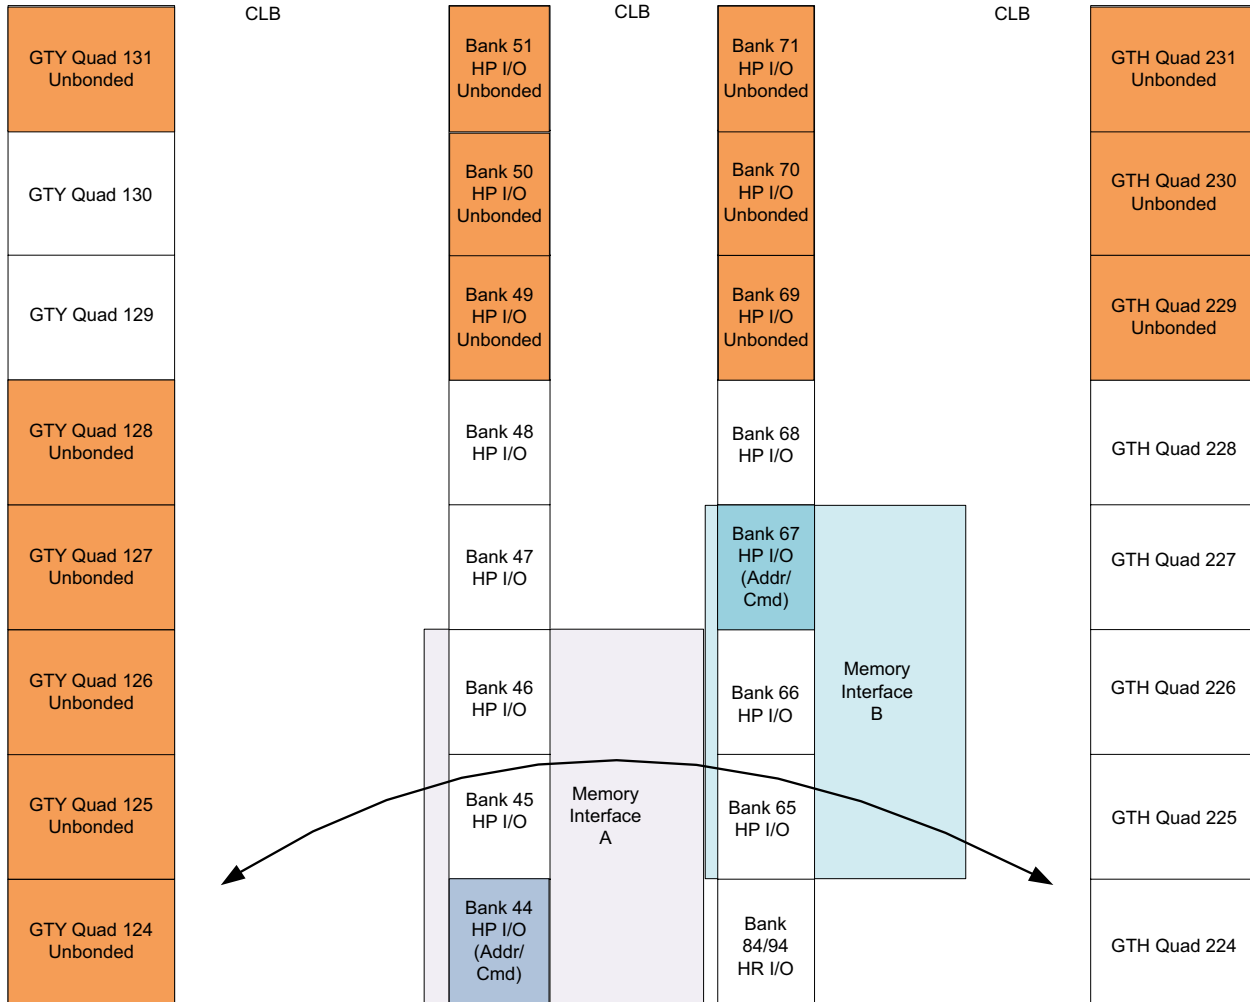 CLB
CLB
CLB
GTY Quad 131
Unbonded
GTY Quad 130
GTY Quad 129
GTY Quad 128
Unbonded
GTY Quad 127
Unbonded
GTY Quad 126
Unbonded
GTY Quad 125
Unbonded
GTY Quad 124
Unbonded
Bank 51
HP I/O
Unbonded
Bank 50
HP I/O
Unbonded
Bank 49
HP I/O
Unbonded
Bank 48
HP I/O
Bank 47
HP I/O
Bank 46
HP I/O
Bank 45
HP I/O
Bank 44
HP I/O
(Addr/
Cmd)
Memory
Interface
A
Bank 71
HP I/O
Unbonded
Bank 70
HP I/O
Unbonded
Bank 69
HP I/O
Unbonded
Bank 68
HP I/O
Bank 67
HP I/O
(Addr/
Cmd)
Bank 66
HP I/O
Bank 65
HP I/O
Bank
84/94
HR I/O
Memory
Interface
B
GTH Quad 231
Unbonded
GTH Quad 230
Unbonded
GTH Quad 229
Unbonded
GTH Quad 228
GTH Quad 227
GTH Quad 226
GTH Quad 225
GTH Quad 224